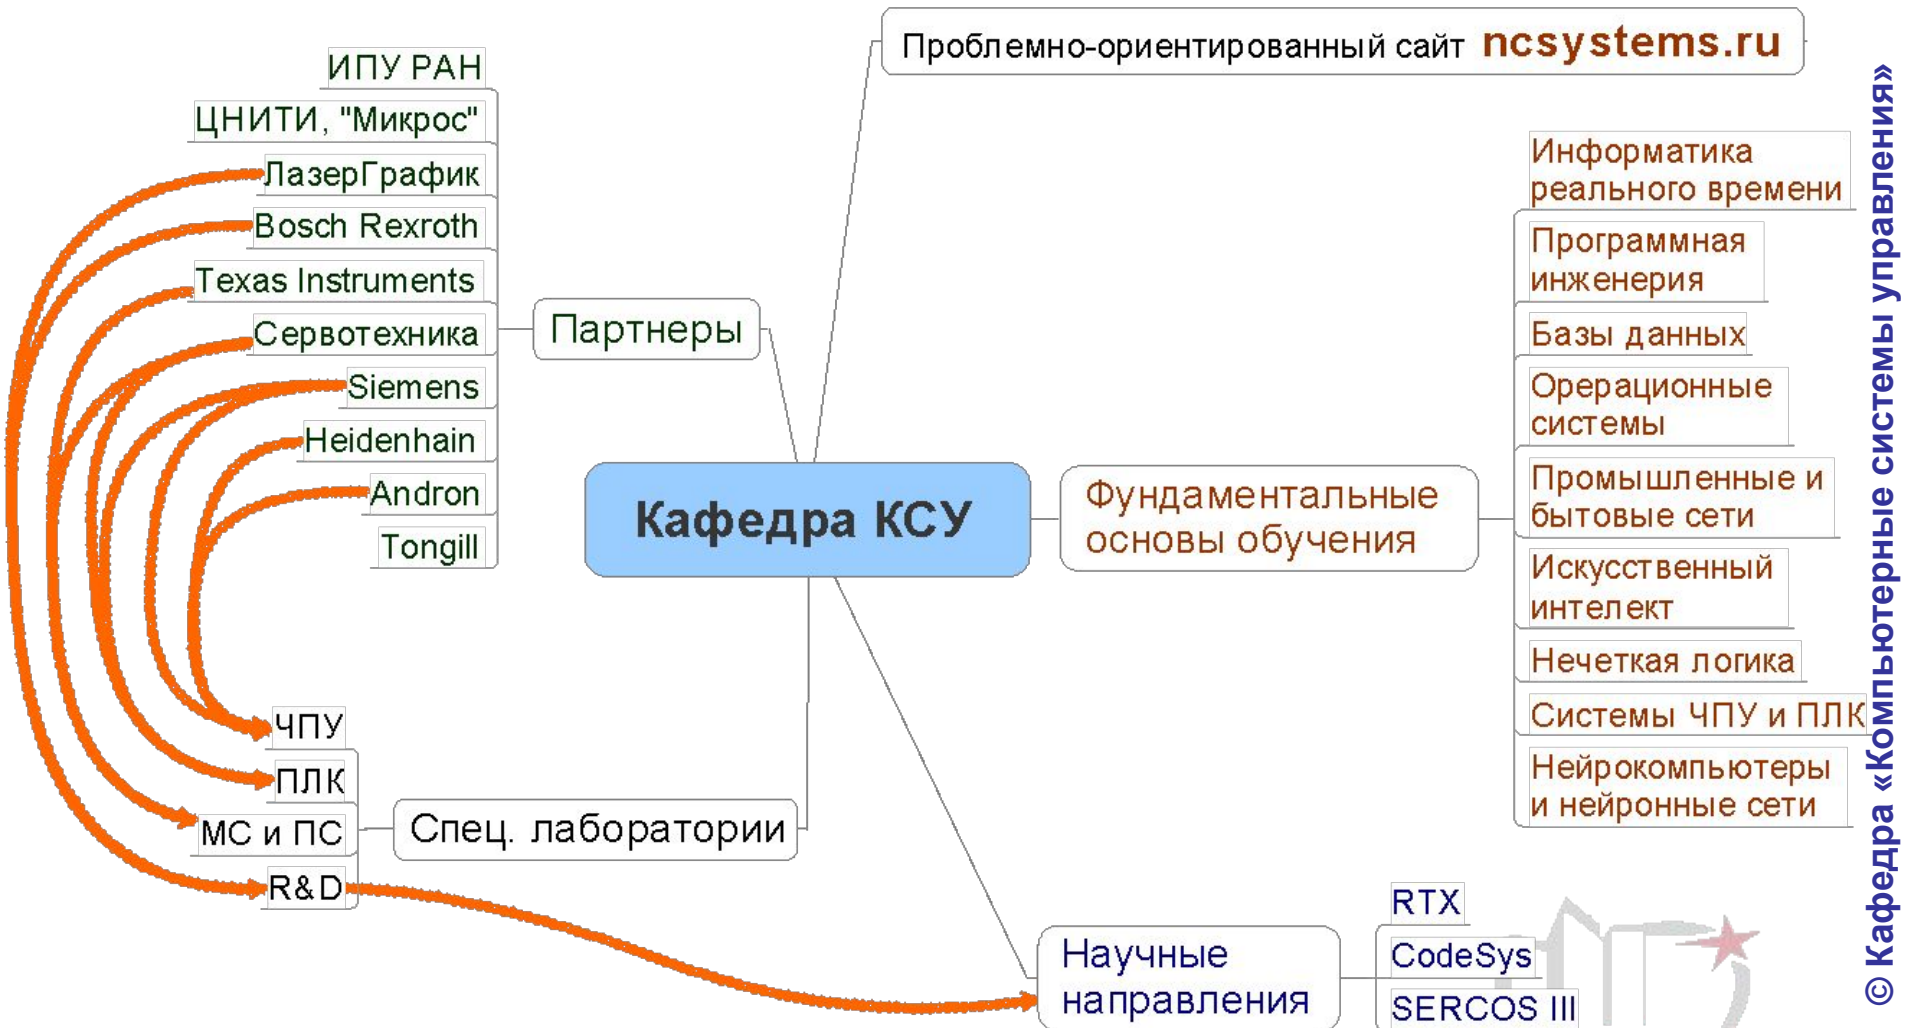 Проблемно-ориентированный сайт ncsystems.ru
ИПУ РАН
ЦНИТИ, "Микрос"
ЛазерГрафик
Bosch Rexroth
Texas Instruments
Сервотехника
Siemens
Heidenhain
Andron
Tongill
Партнеры
Кафедра КСУ
Фундаментальные
основы обучения
Информатика
реального времени
Программная
инженерия
Базы данных
Орерационные
системы
Промышленные и
бытовые сети
Искусственный
интелект
Нечеткая логика
Системы ЧПУ и ПЛК
Нейрокомпьютеры
и нейронные сети
ЧПУ
ПЛК
МС и ПС
R&D
Спец. лаборатории
Научные
направления
RTX
CodeSys
SERCOS III
© Кафедра «Компьютерные системы управления»